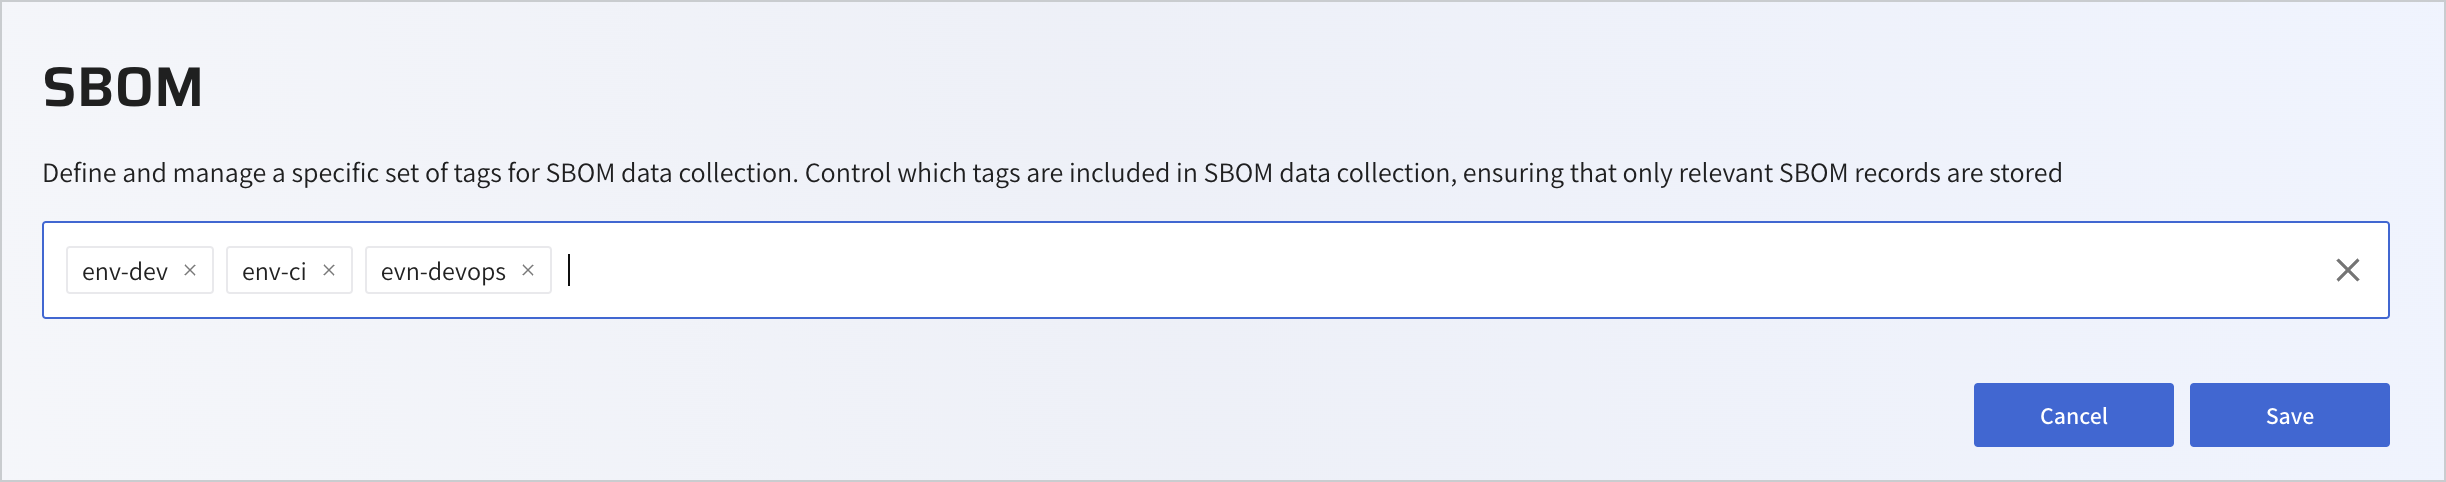 SBOM
Define and manage a specific set of tags for SBOM data collection. Control which tags are included in SBOM data collection, ensuring that only relevant SBOM records are stored
env-dev × env-ci × evn-devops ×
Cancel Save